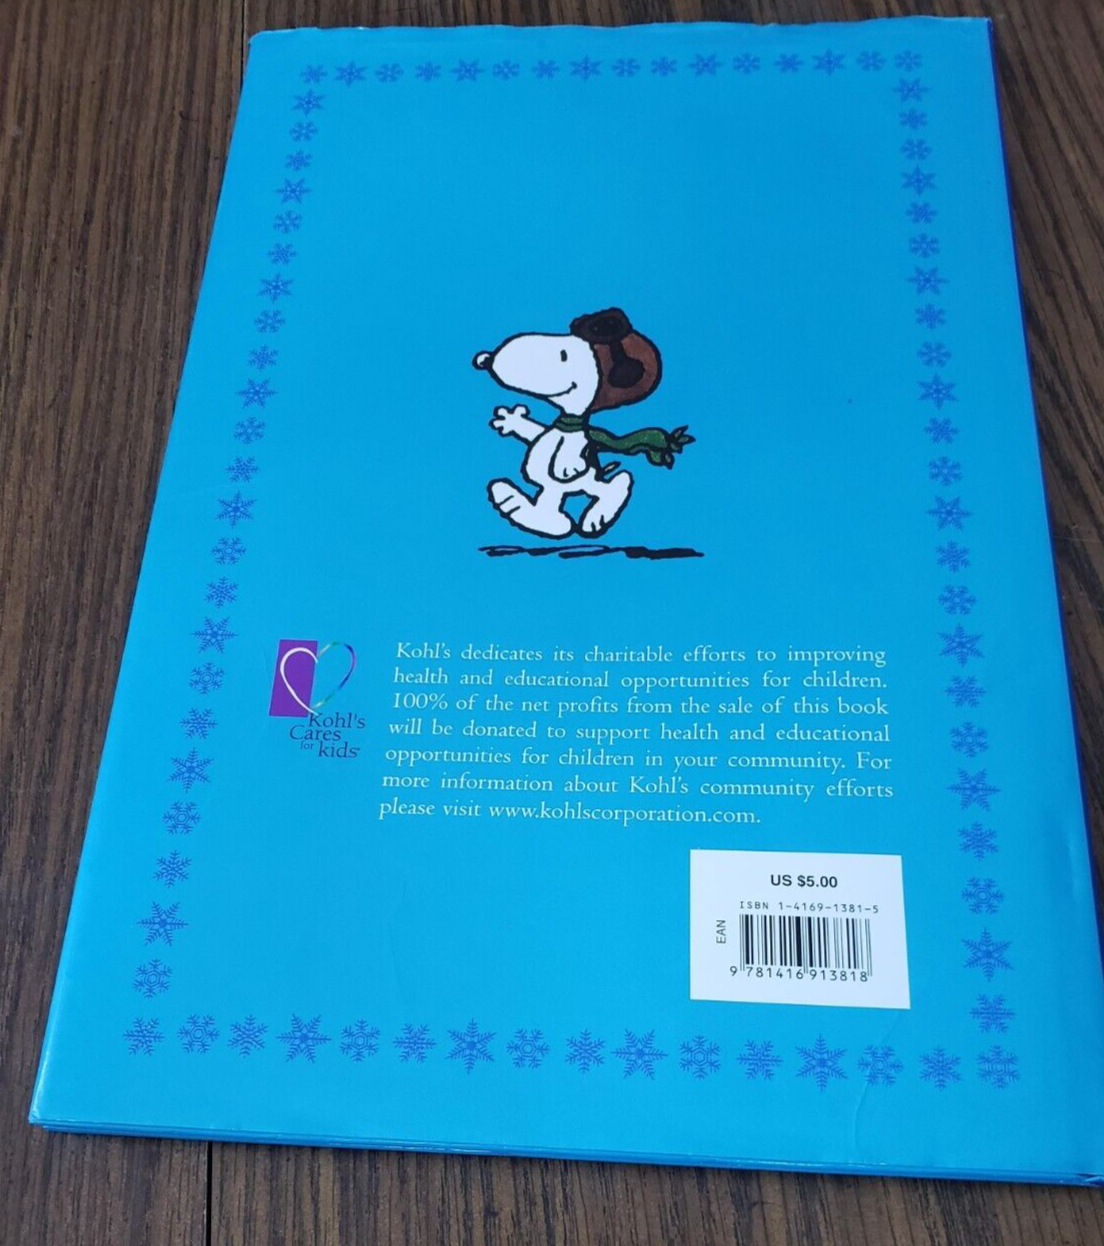 Kohl's dedicates its charitable efforts to improving
health and educational opportunities for children.
100% of the net profits from the sale of this book
will be donated to support health and educational
opportunities for children in your community. For
more information about Kohl's community efforts
please visit www.kohlscorporation.com.
Kohl's
Cares
for
kids
US $5.00
ISBN 1-4169-1381-5
EAN
9 781416 913818